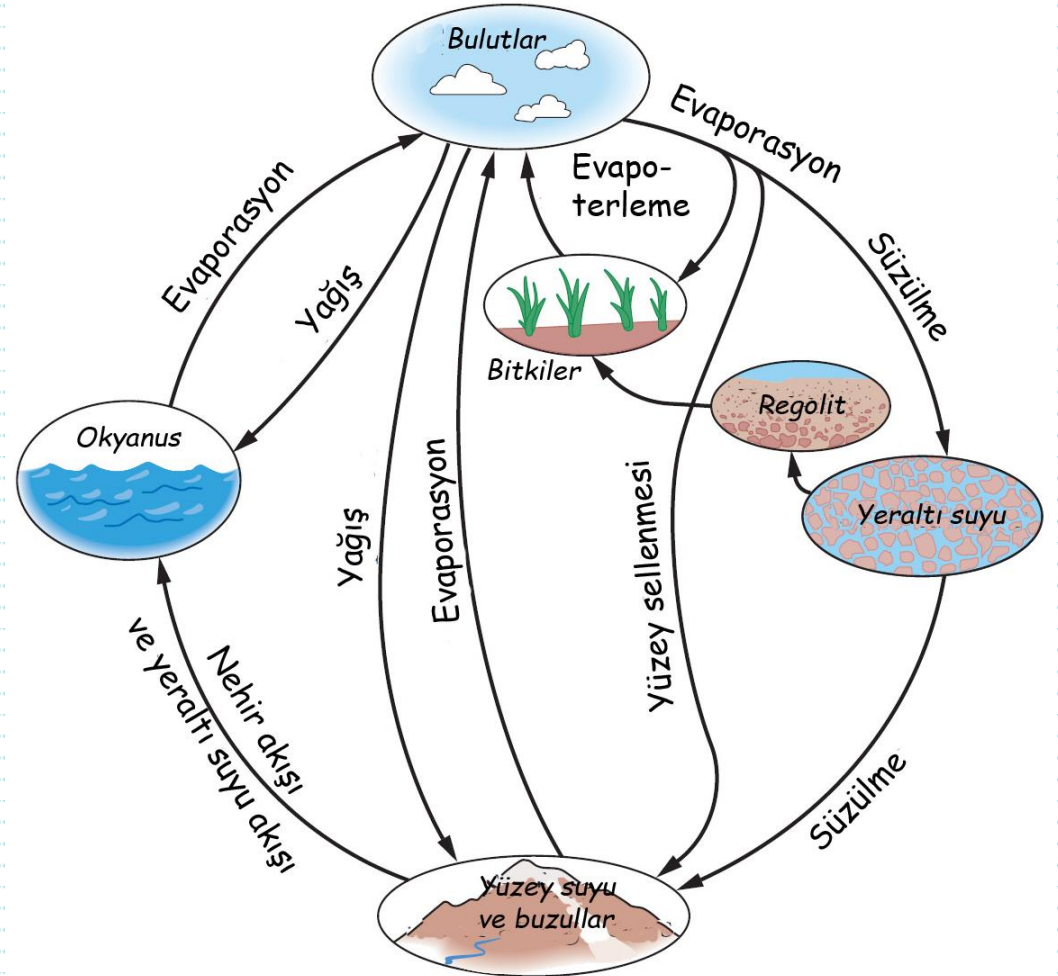 Bulutlar
Evaporasyon
Evapo-
terleme
Evaporasyon
Yağış
Süzülme
Bitkiler
Regolit
Okyanus
Yeraltı suyu
Yağış
Evaporasyon
Yüzey sellenmesi
Nehir akışı
ve yeraltı suyu akışı
Süzülme
Yüzey suyu
ve buzullar